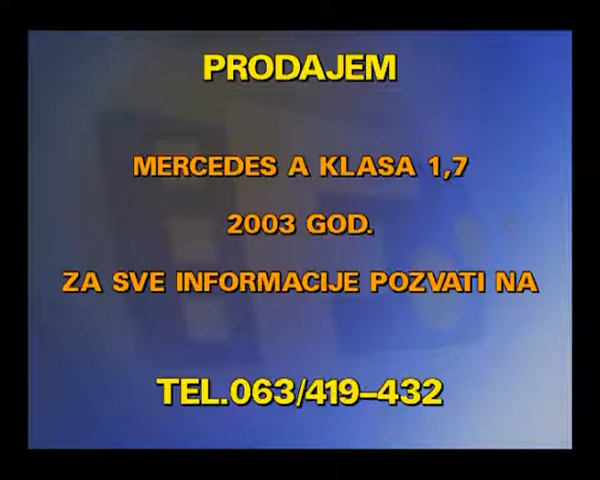 PRODAJEM
MERCEDES A KLASA 1,7
2003 GOD.
ZA SVE INFORMACIJE POZVATI NA
TEL.063/419-432